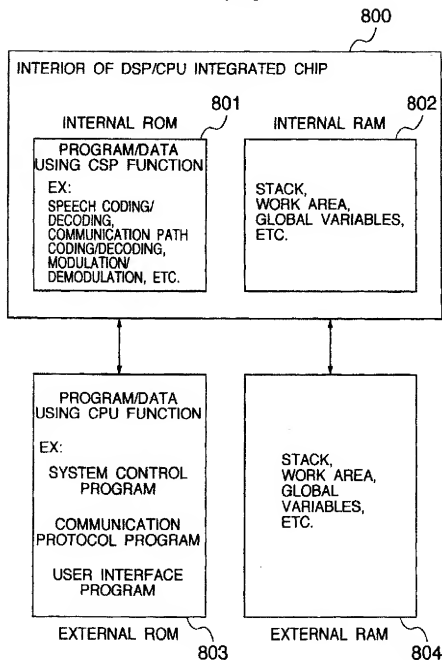 800
INTERIOR OF DSP/CPU INTEGRATED CHIP
801
802
INTERNAL ROM
INTERNAL RAM
PROGRAM/DATA
USING CSP FUNCTION
EX:
SPEECH CODING/
DECODING,
COMMUNICATION PATH
CODING/DECODING,
MODULATION/
DEMODULATION, ETC.
STACK,
WORK AREA,
GLOBAL VARIABLES,
ETC.
PROGRAM/DATA
USING CPU FUNCTION
EX:
SYSTEM CONTROL
PROGRAM
COMMUNICATION
PROTOCOL PROGRAM
USER INTERFACE
PROGRAM
STACK,
WORK AREA,
GLOBAL
VARIABLES,
ETC.
EXTERNAL ROM
EXTERNAL RAM
803
804